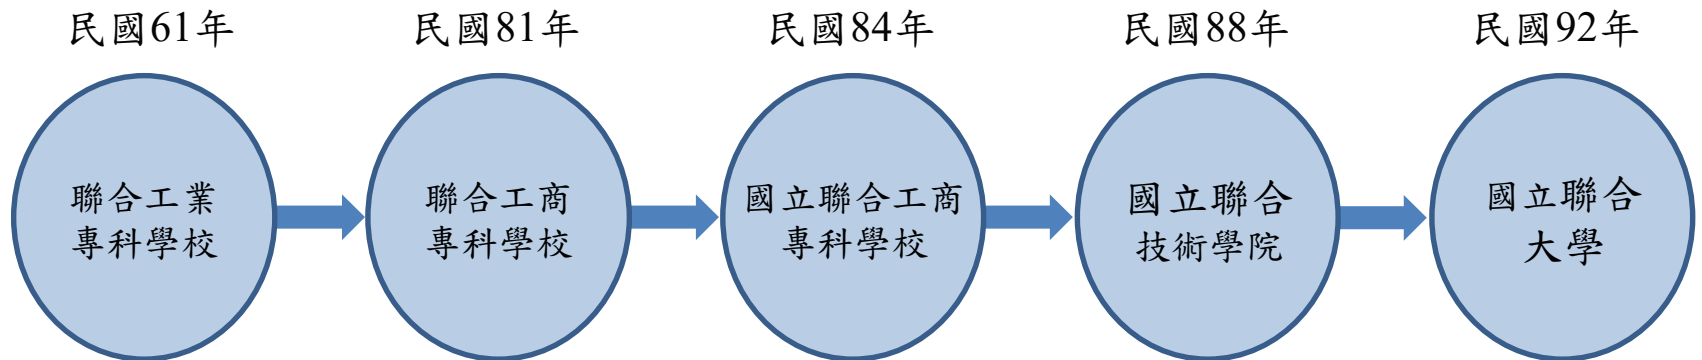 民國61年
民國81年
民國84年
民國88年
民國92年
聯合工業
專科學校
聯合工商
專科學校
國立聯合工商
專科學校
國立聯合
技術學院
國立聯合
大學